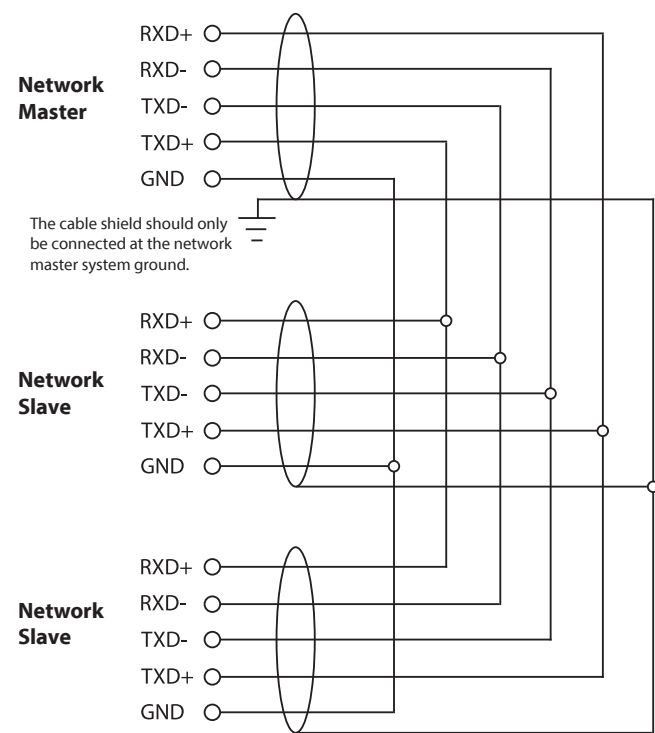 RXD+
RXD-
Network
Master
TXD-
TXD+
GND
The cable shield should only
be connected at the network
master system ground.
RXD+
RXD-
Network
Slave
TXD-
TXD+
GND
RXD+
RXD-
Network
Slave
TXD-
TXD+
GND